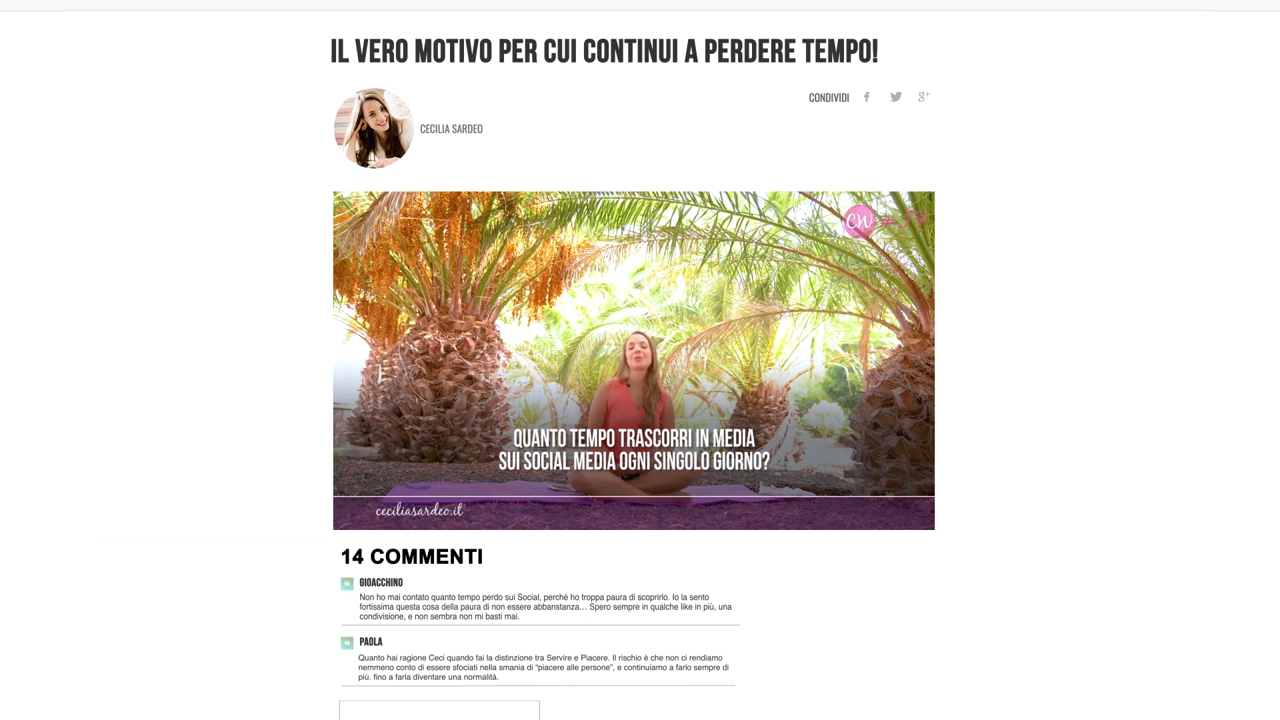 IL VERO MOTIVO PER CUI CONTINUI A PERDERE TEMPO!
CONDIVIDI
CECILIA SARDEO
CW
QUANTO TEMPO TRASCORRI IN MEDIA
SUI SOCIAL MEDIA OGNI SINGOLO GIORNO?
ceciliasardeo.it
14 COMMENTI
GIOACCHINO
Non ho mai contato quanto tempo perdo sui Social, perché ho troppa paura di scoprirlo. Io la sento
fortissima questa cosa della paura di non essere abbanstanza... Spero sempre in qualche like in più, una
condivisione, e non sembra non mi basti mai.
PAOLA
Quanto hai ragione Ceci quando fai la distinzione tra Servire e Piacere. Il rischio è che non ci rendiamo
nemmeno conto di essere sfociati nella smania di "piacere alle persone", e continuiamo a farlo sempre di
più. fino a farla diventare una normalità.